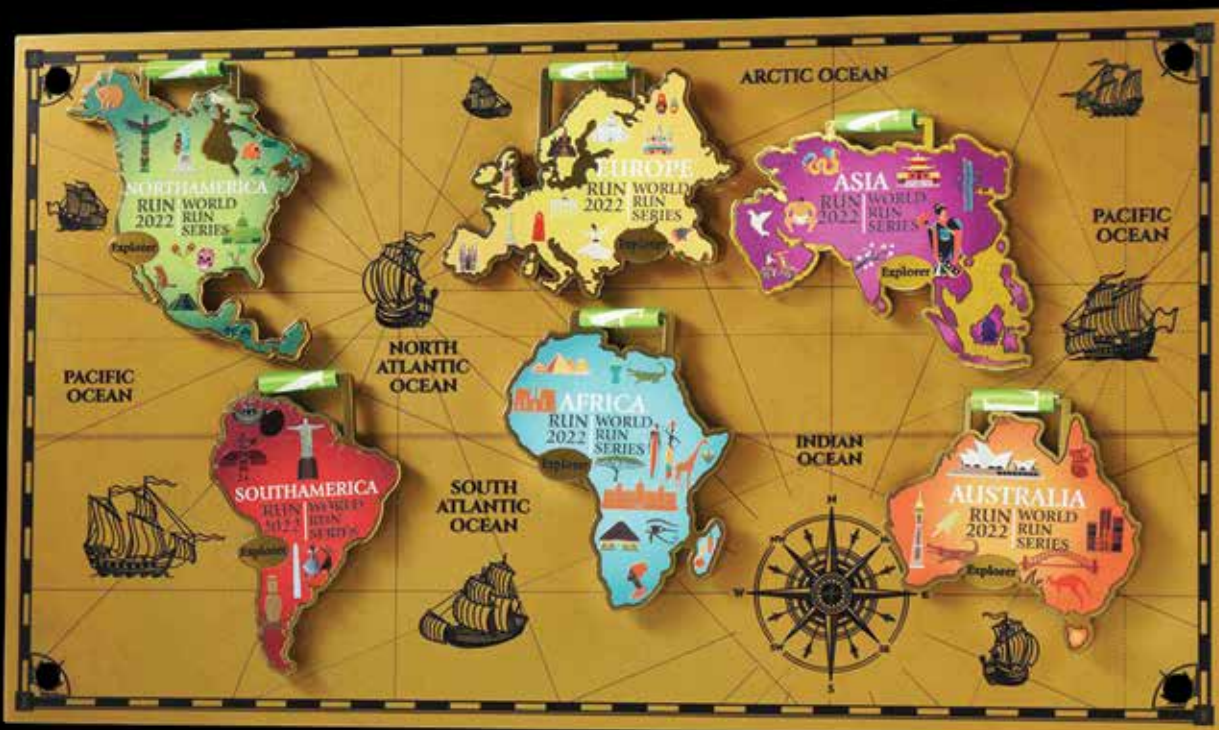 ARCTIC OCEAN
NORTHAMERICA
RUN WORLD
2022 RUN
SERIES
Explorer
EUROPE
RUN WORLD
2022 RUN
SERIES
Explorer
ASIA
RUN WORLD
2022 RUN
SERIES
Explorer
PACIFIC
OCEAN
NORTH
ATLANTIC
OCEAN
PACIFIC
OCEAN
AFRICA
RUN WORLD
2022 RUN
SERIES
Explorer
INDIAN
OCEAN
SOUTHAMERICA
RUN WORLD
2022 RUN
SERIES
Explorer
SOUTH
ATLANTIC
OCEAN
AUSTRALIA
RUN WORLD
2022 RUN
SERIES
Explorer
N
W
SW
SE
S